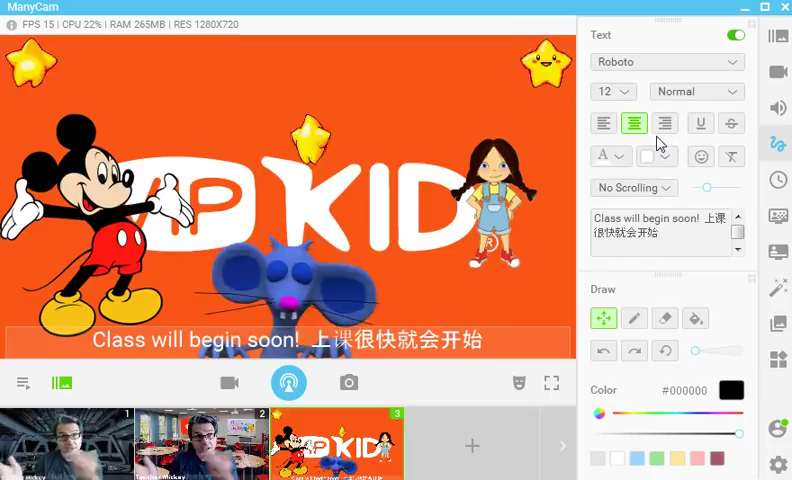 ManyCam
FPS 15 | CPU 22% | RAM 265MB | RES 1280X720
Text
Roboto
12
Normal
A
No Scrolling
Class will begin soon! 上课
很快就会开始
VIPKID
®
Class will begin soon! 上课很快就会开始
Draw
Color
#000000
1
2
3
VIPKID